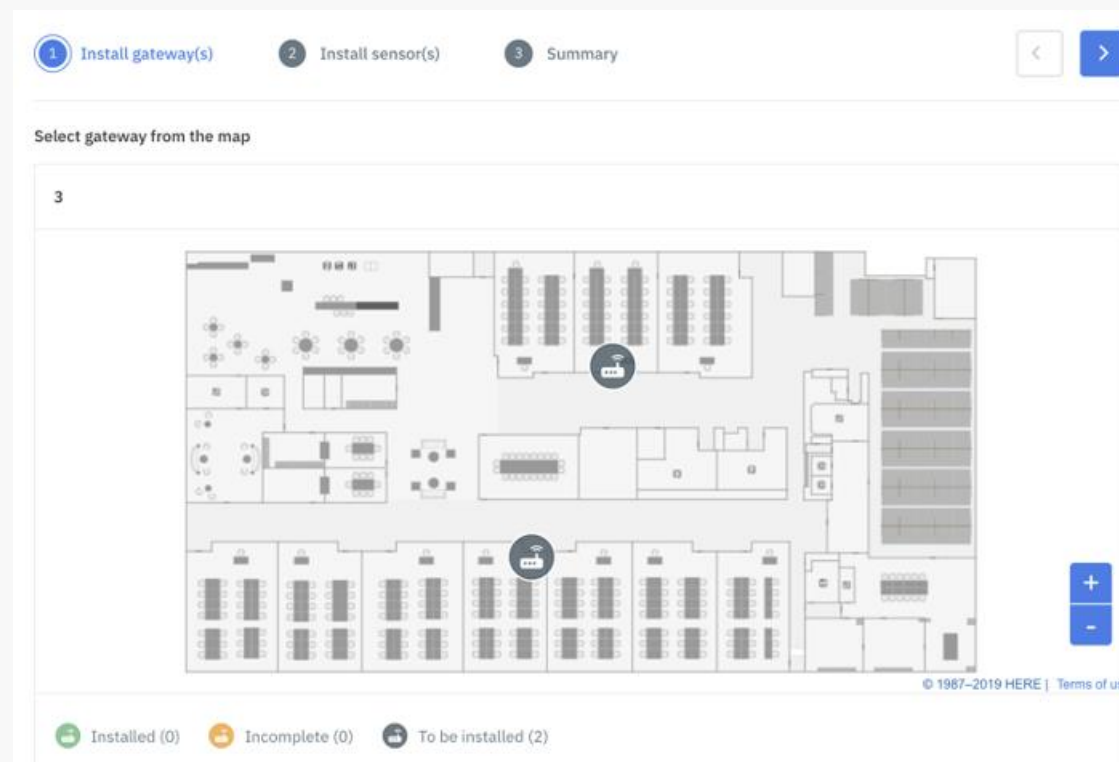 1 Install gateway(s) 2 Install sensor(s) 3 Summary
Select gateway from the map
3
+
-
© 1987–2019 HERE | Terms of
Installed (0) Incomplete (0) To be installed (2)